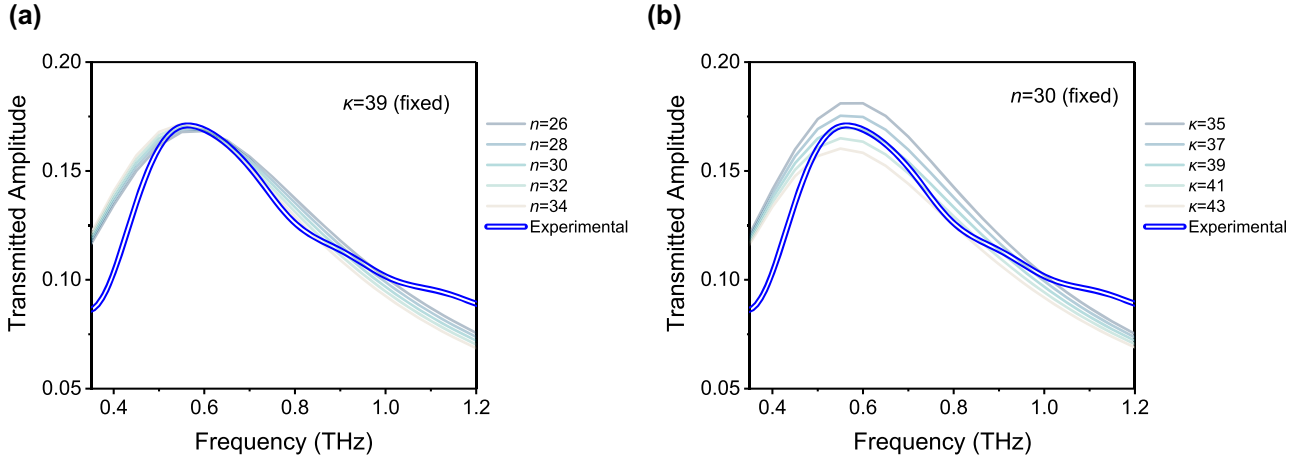 (a)
κ=39 (fixed)
Transmitted Amplitude
0.20
0.15
0.10
0.05
0.4
0.6
0.8
1.0
1.2
Frequency (THz)
n=26
n=28
n=30
n=32
n=34
Experimental
(b)
n=30 (fixed)
Transmitted Amplitude
0.20
0.15
0.10
0.05
0.4
0.6
0.8
1.0
1.2
Frequency (THz)
κ=35
κ=37
κ=39
κ=41
κ=43
Experimental